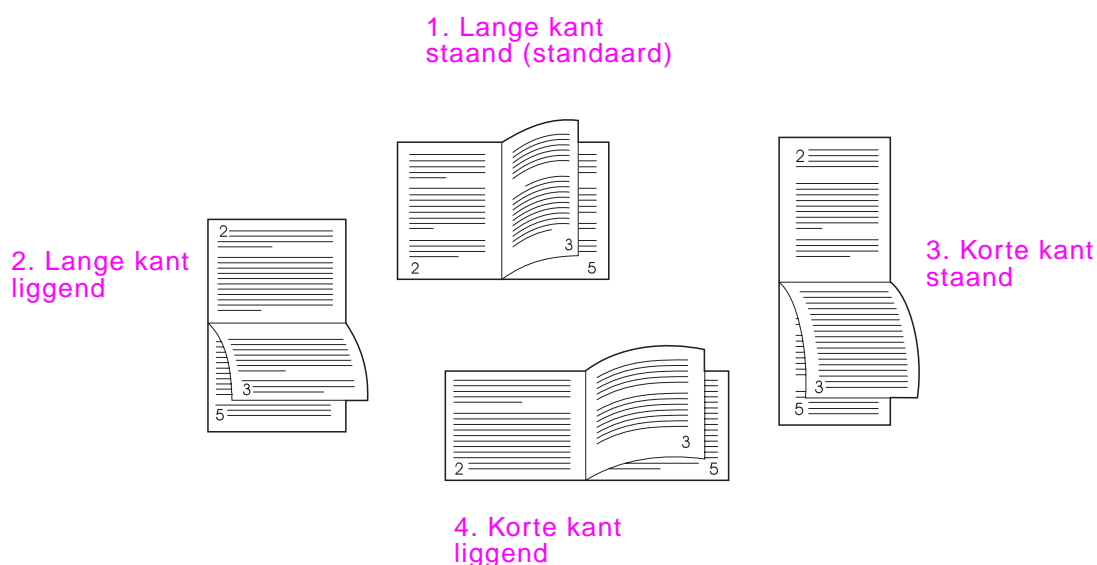 1. Lange kant
staand (standaard)
2
3
5
2. Lange kant
liggend
2
3
5
3. Korte kant
staand
2
3
5
2
3
5
4. Korte kant
liggend